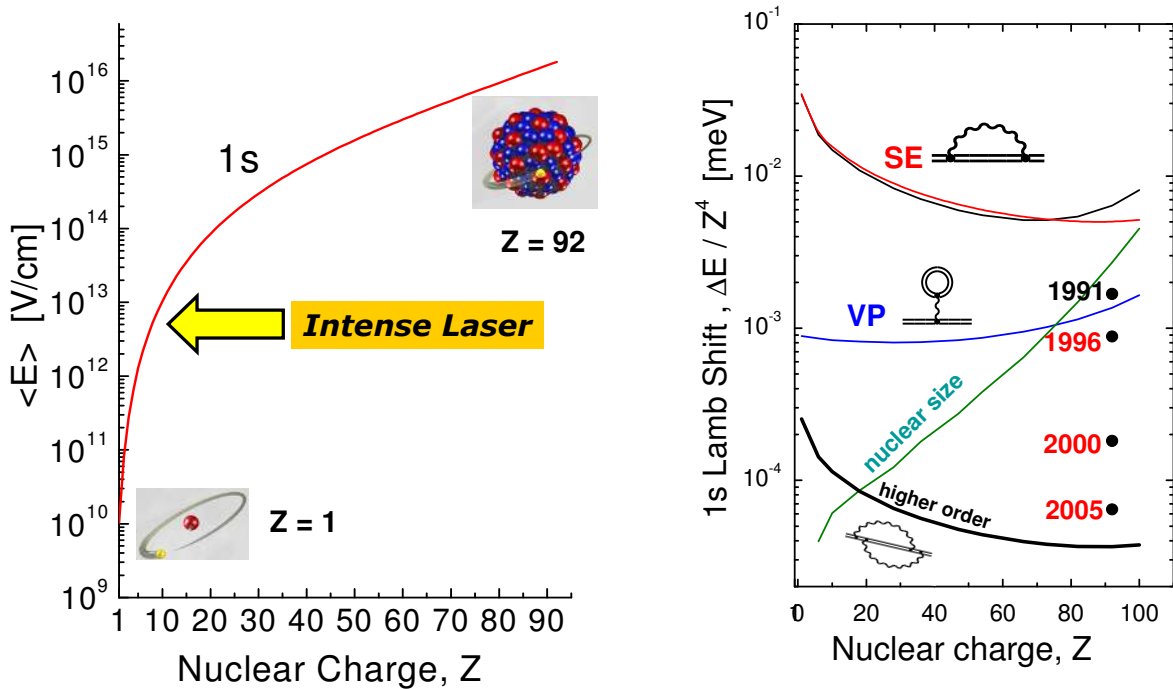 10^16
10^15
10^14
10^13
10^12
10^11
10^10
10^9
<E> [V/cm]
1s
Z = 92
Intense Laser
Z = 1
1 10 20 30 40 50 60 70 80 90
Nuclear Charge, Z
10^-1
10^-2
10^-3
10^-4
1s Lamb Shift , ΔE / Z^4 [meV]
SE
VP
1991
1996
nuclear size
2000
higher order
2005
0 20 40 60 80 100
Nuclear charge, Z